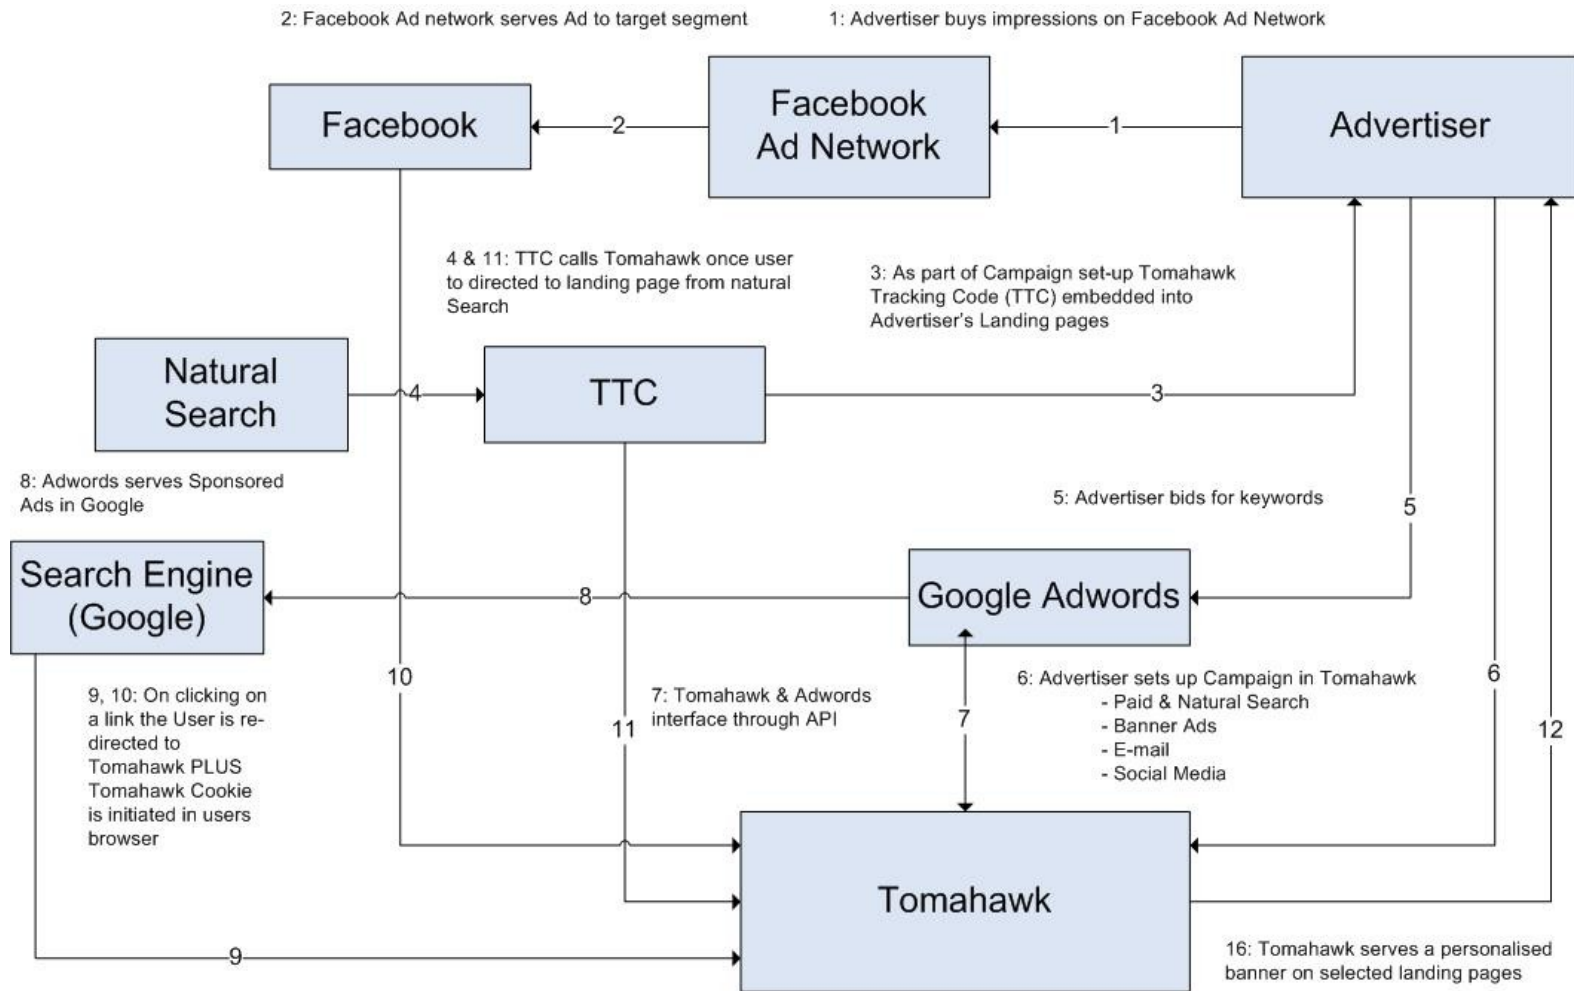 2: Facebook Ad network serves Ad to target segment
1: Advertiser buys impressions on Facebook Ad Network
Facebook
2
Facebook
Ad Network
1
Advertiser
4 & 11: TTC calls Tomahawk once user
to directed to landing page from natural
Search
3: As part of Campaign set-up Tomahawk
Tracking Code (TTC) embedded into
Advertiser's Landing pages
Natural
Search
4
TTC
3
8: Adwords serves Sponsored
Ads in Google
5: Advertiser bids for keywords
5
Search Engine
(Google)
8
Google Adwords
9, 10: On clicking on
a link the User is re-
directed to
Tomahawk PLUS
Tomahawk Cookie
is initiated in users
browser
10
11
7: Tomahawk & Adwords
interface through API
7
6: Advertiser sets up Campaign in Tomahawk
- Paid & Natural Search
- Banner Ads
- E-mail
- Social Media
6
12
Tomahawk
9
16: Tomahawk serves a personalised
banner on selected landing pages